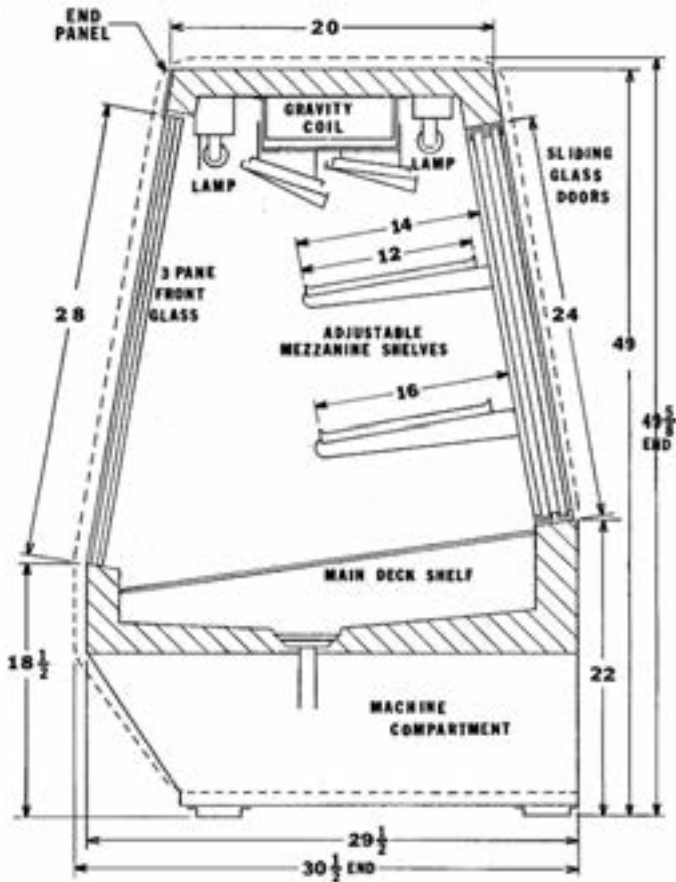 END
PANEL
20
GRAVITY
COIL
LAMP
LAMP
SLIDING
GLASS
DOORS
14
12
3 PANE
FRONT
GLASS
28
24
ADJUSTABLE
MEZZANINE SHELVES
49
16
49 5/8
END
MAIN DECK SHELF
18 1/2
22
MACHINE
COMPARTMENT
29 1/2
30 1/2 END